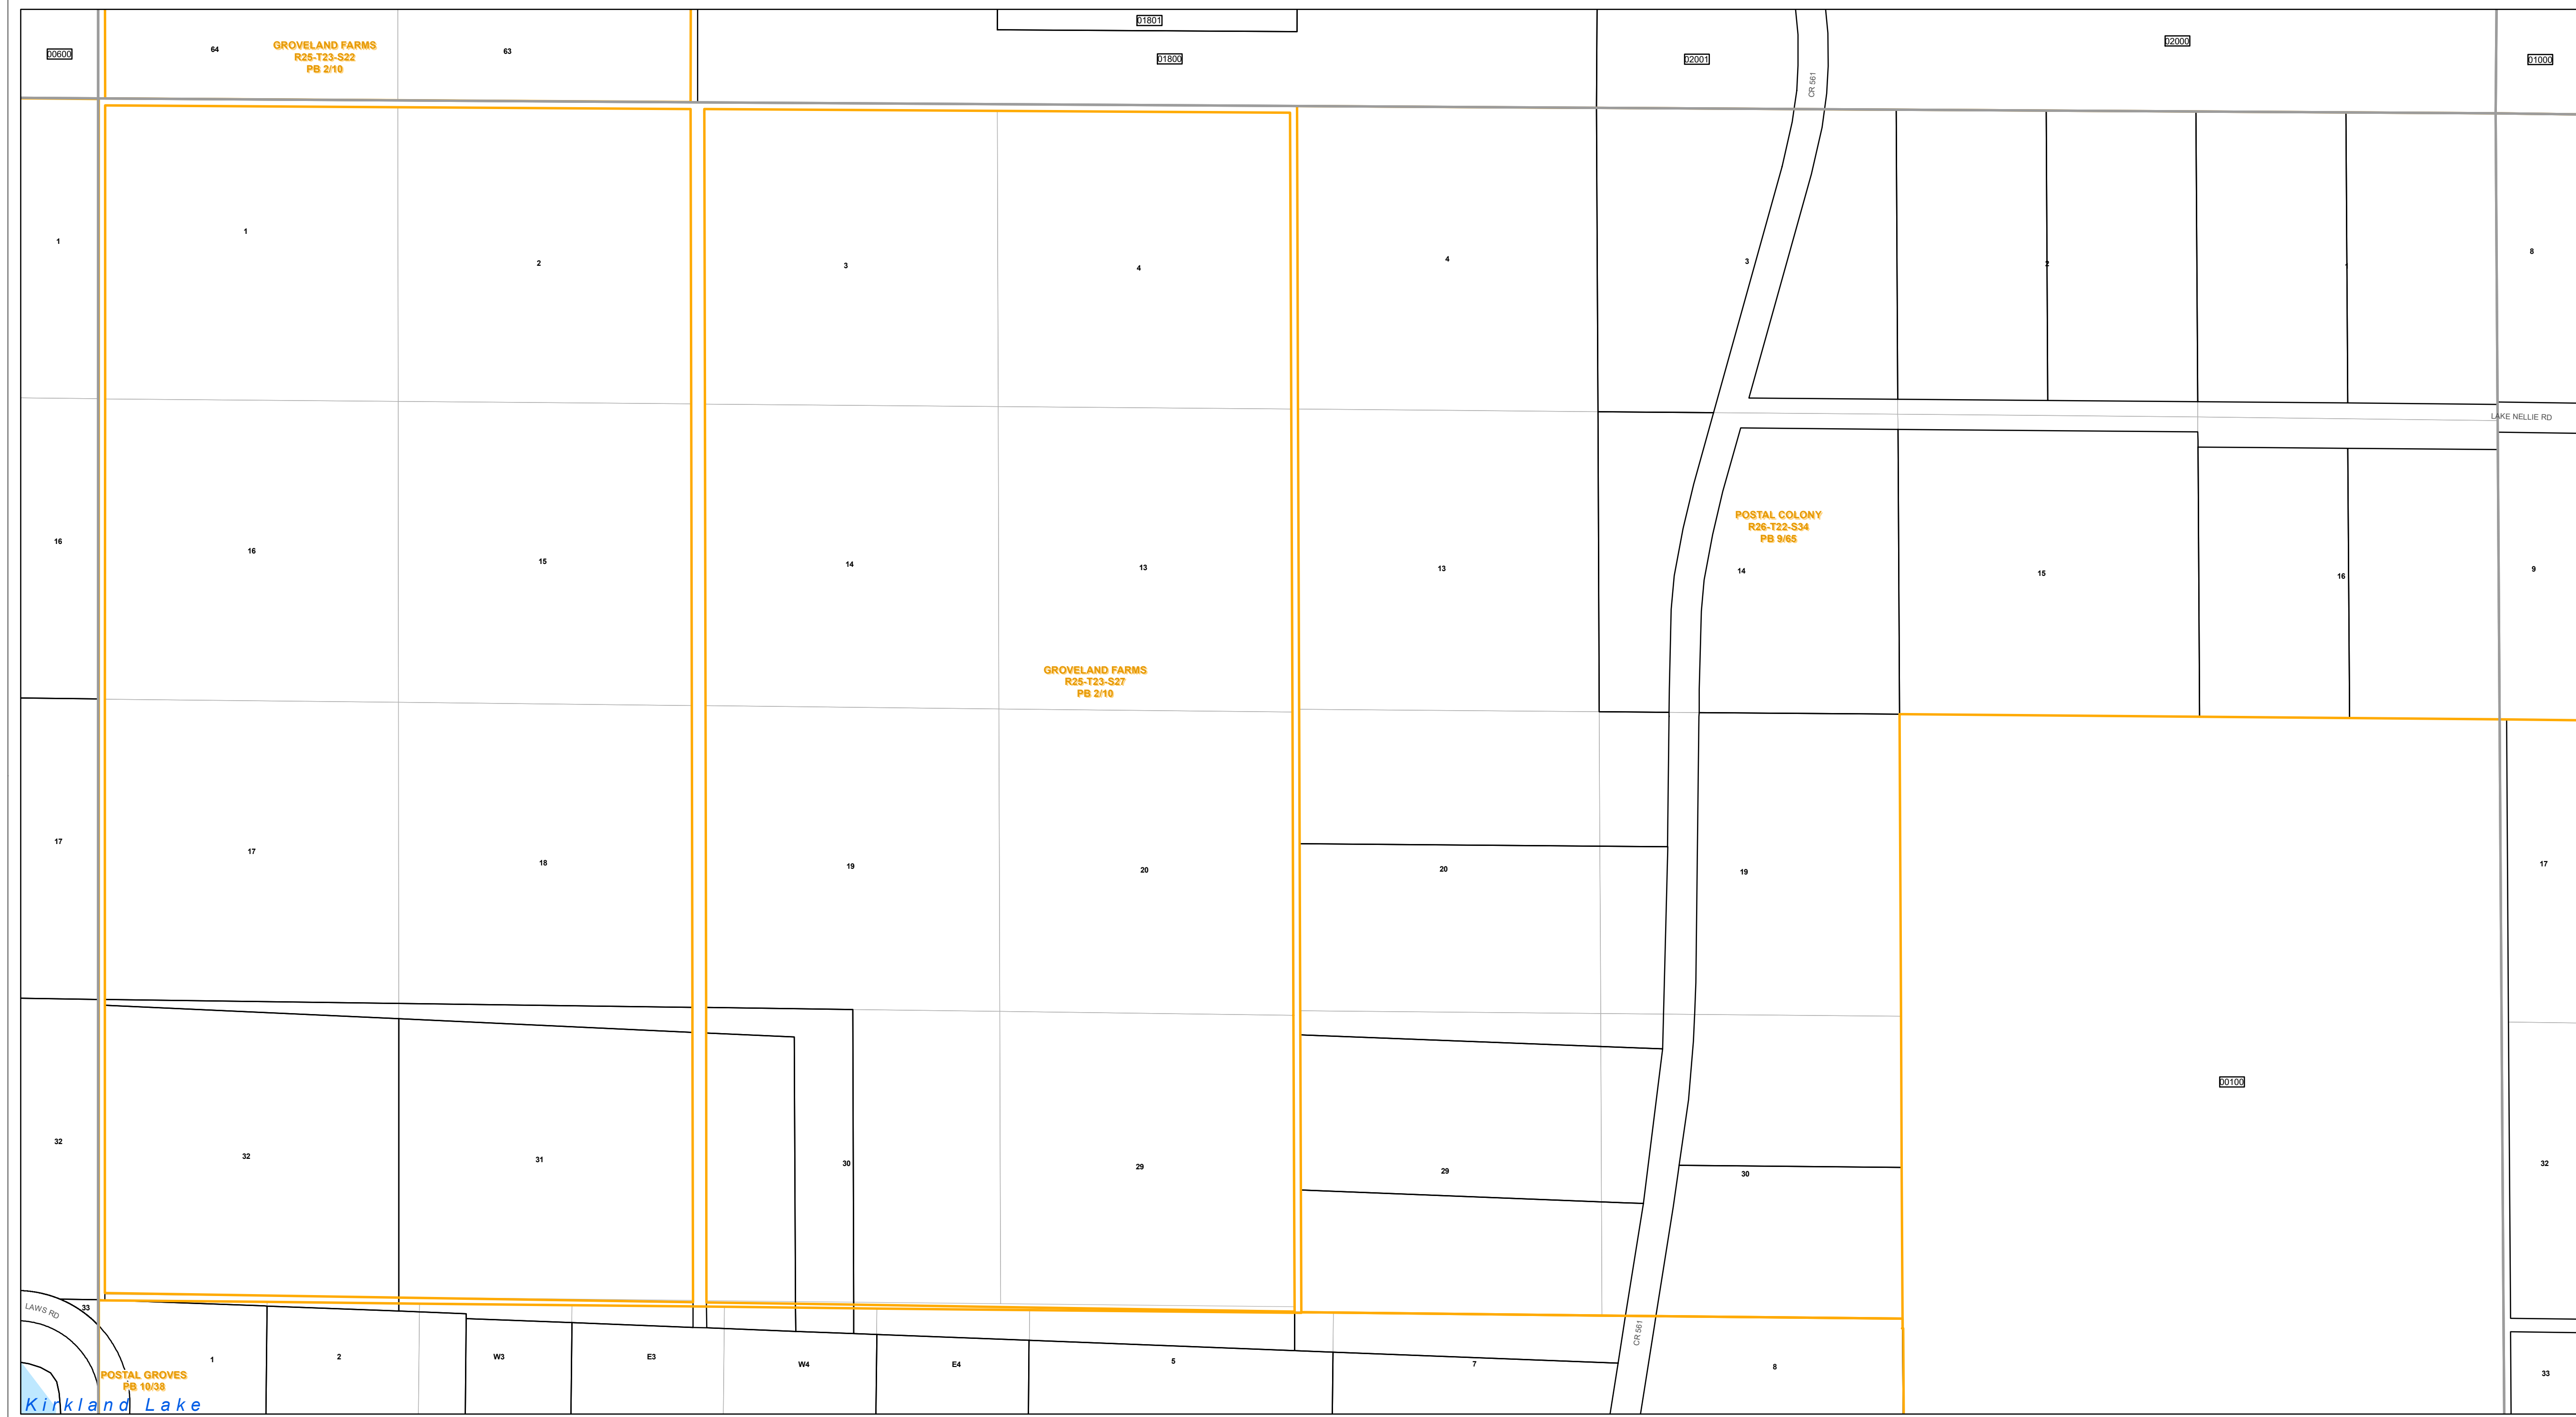 01801
02000
64
GROVELAND FARMS
R25-T23-S22
PB 2/10
63
00600
01800
02001
01000
CR 561
1
1
2
3
4
4
3
2
1
8
LAKE NELLIE RD
POSTAL COLONY
R26-T22-S34
PB 9/65
16
16
15
14
13
13
14
15
16
9
GROVELAND FARMS
R25-T23-S27
PB 2/10
17
17
18
19
20
20
19
17
00100
32
32
31
30
29
29
30
32
LAWS RD
33
CR 561
1
2
W3
E3
W4
E4
5
7
8
33
POSTAL GROVES
PB 10/38
Kirkland Lake